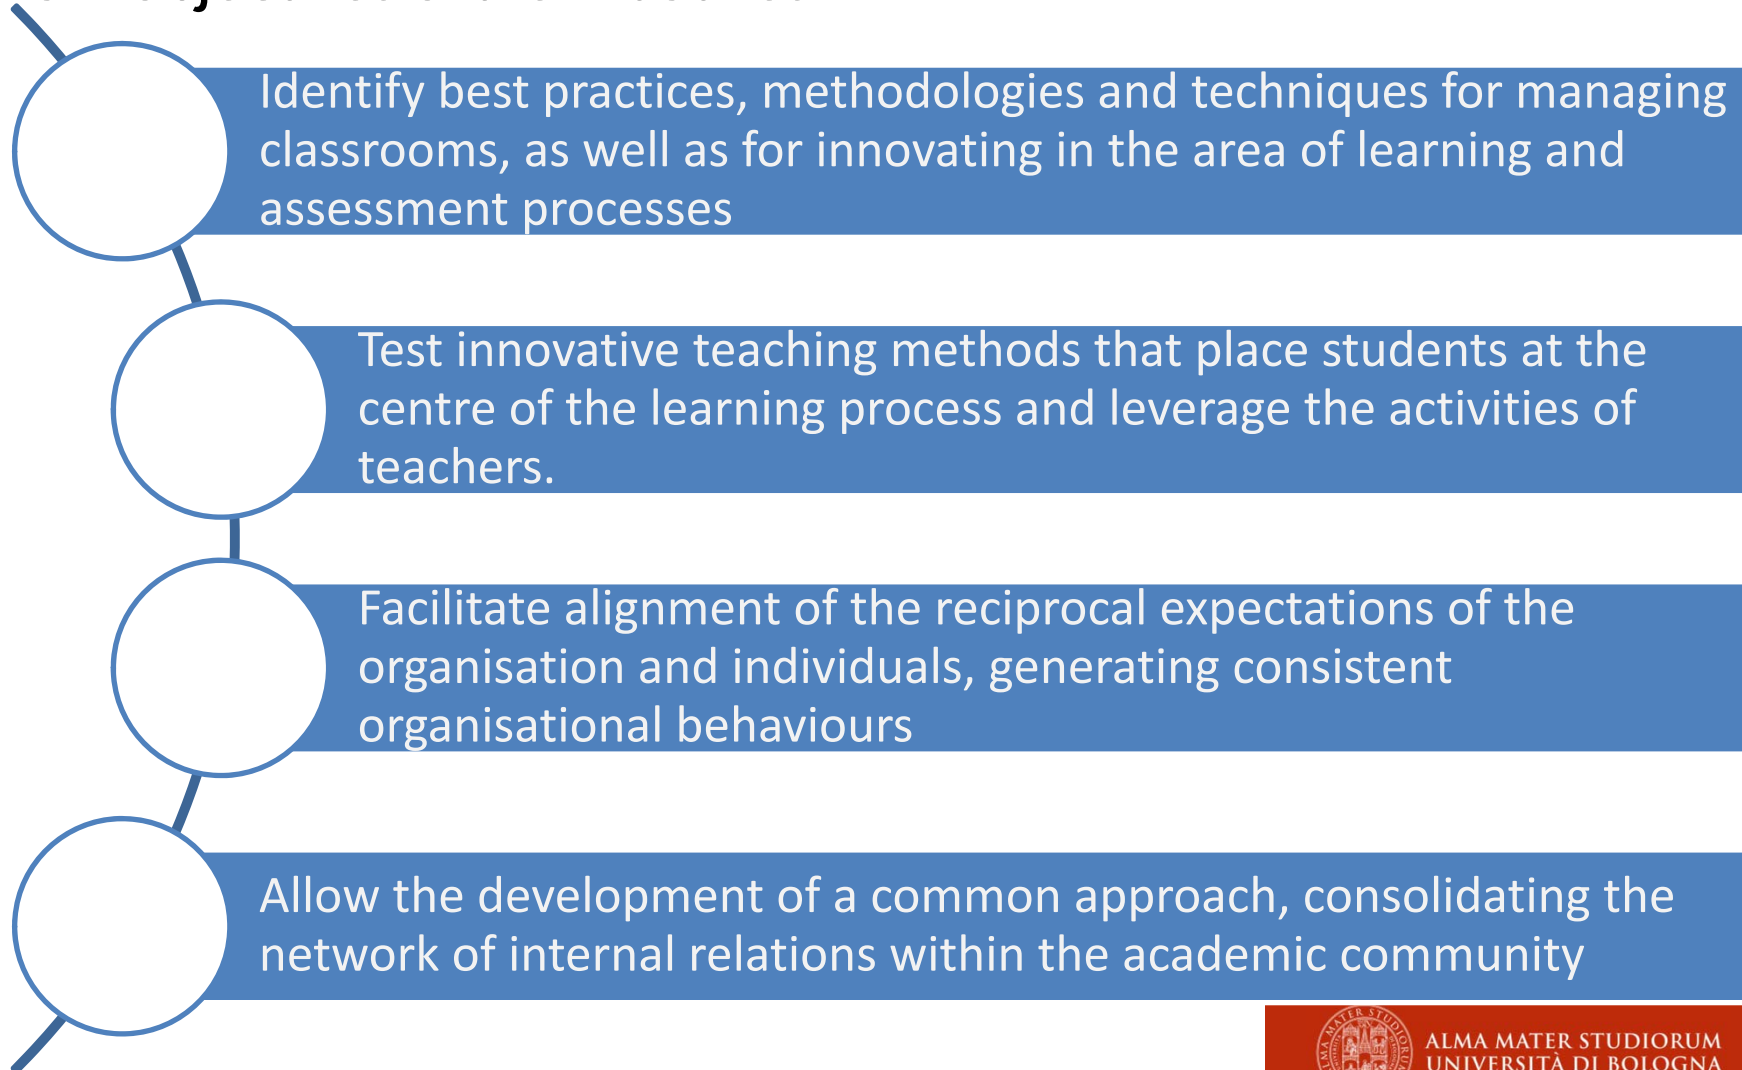 Identify best practices, methodologies and techniques for managing
classrooms, as well as for innovating in the area of learning and
assessment processes
Test innovative teaching methods that place students at the
centre of the learning process and leverage the activities of
teachers.
Facilitate alignment of the reciprocal expectations of the
organisation and individuals, generating consistent
organisational behaviours
Allow the development of a common approach, consolidating the
network of internal relations within the academic community
ALMA MATER STUDIORUM
UNIVERSITÀ DI BOLOGNA